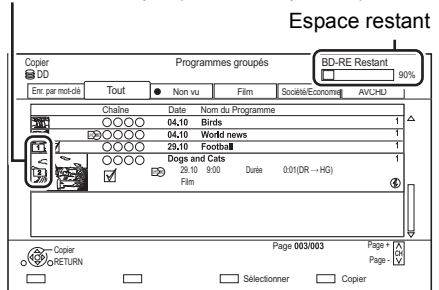 Espace restant
Copier
DD
Programmes groupés
BD-RE Restant
90%
Enr. par mot-clé Tout Non vu Film Société/Economie AVCHD
Chaîne Date Nom du Programme
04.10 Birds 1
04.10 World news 1
1 29.10 Football 1
Dogs and Cats 1
2 29.10 9:00 Durée 0:01(DR → HG)
Film
Copier
RETURN
Page 003/003
Page +
CH
Page -
Sélectionner Copier